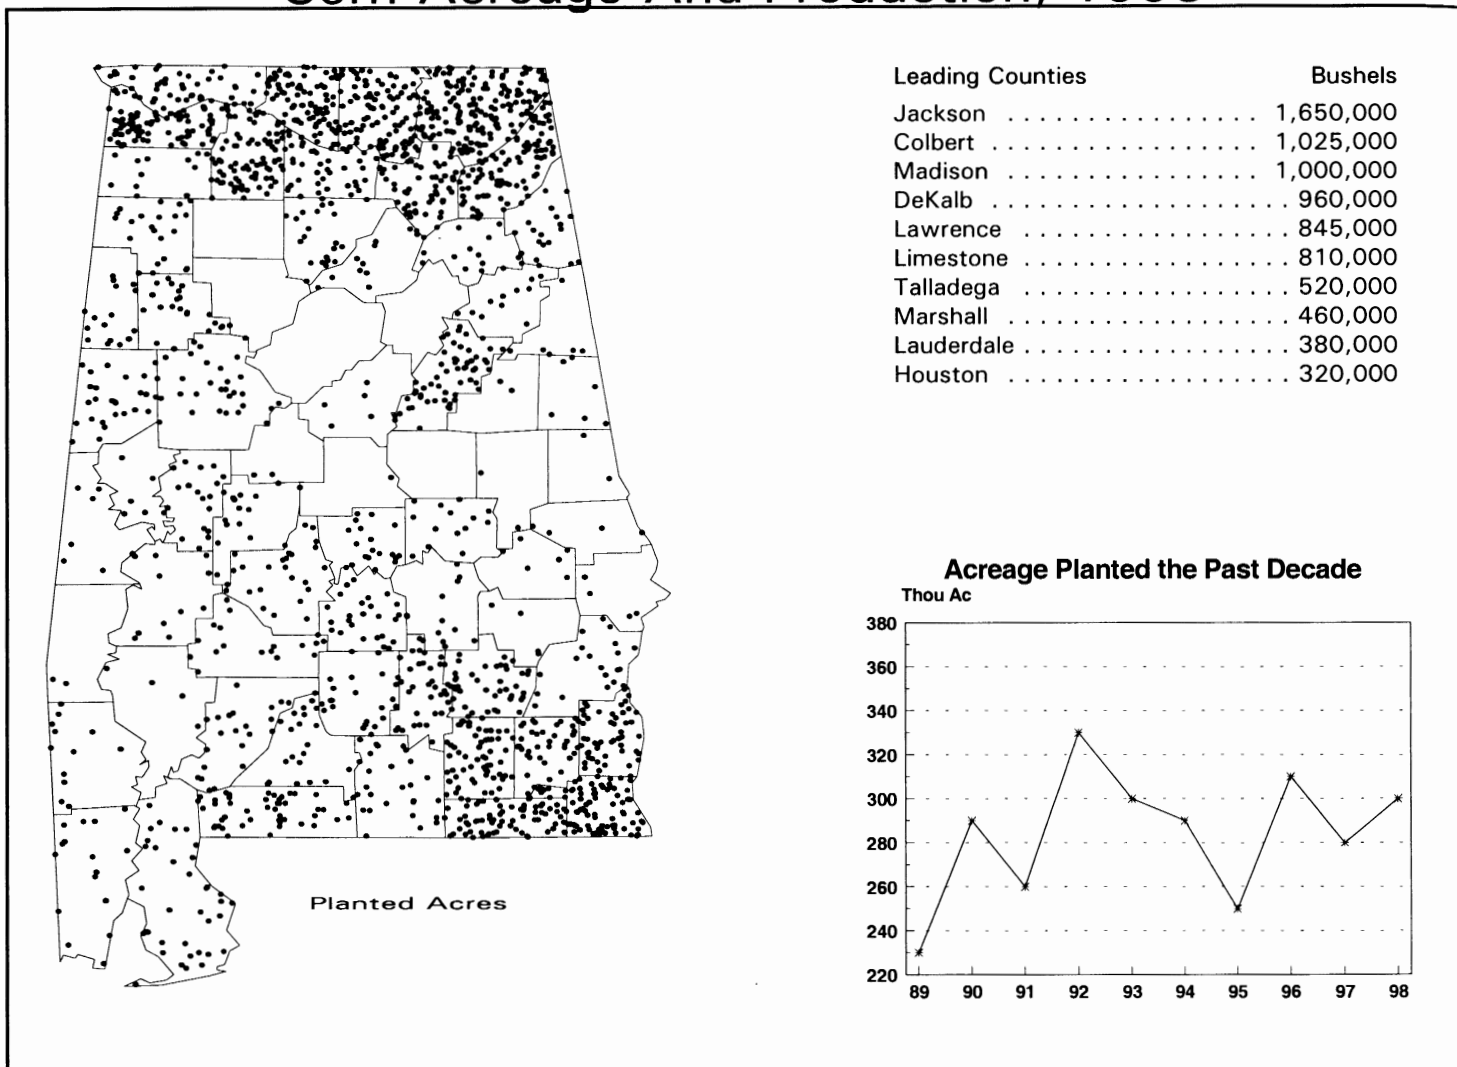 Leading Counties Bushels
Jackson . . . . . . . . . . . . . . . . 1,650,000
Colbert . . . . . . . . . . . . . . . . . 1,025,000
Madison . . . . . . . . . . . . . . . . 1,000,000
DeKalb . . . . . . . . . . . . . . . . . . . 960,000
Lawrence . . . . . . . . . . . . . . . . . 845,000
Limestone . . . . . . . . . . . . . . . . . 810,000
Talladega . . . . . . . . . . . . . . . . . 520,000
Marshall . . . . . . . . . . . . . . . . . . 460,000
Lauderdale . . . . . . . . . . . . . . . . . 380,000
Houston . . . . . . . . . . . . . . . . . . 320,000
Acreage Planted the Past Decade
Thou Ac
380
360
340
320
300
280
260
240
220
89 90 91 92 93 94 95 96 97 98
Planted Acres